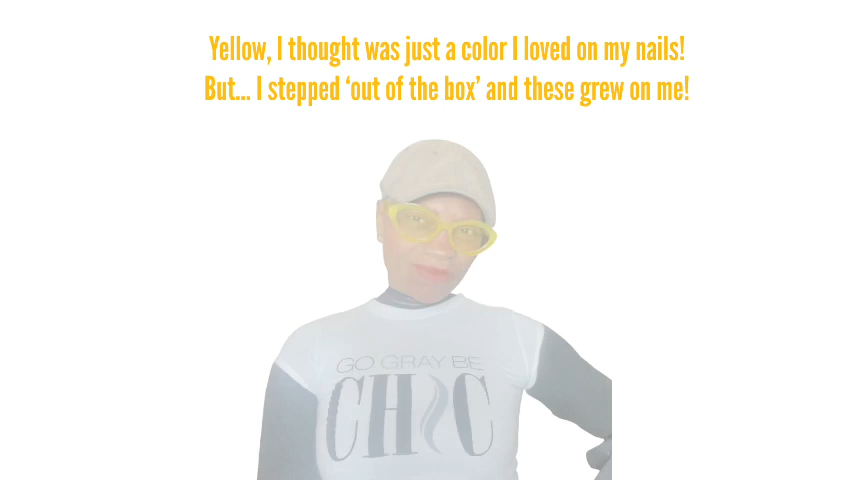 Yellow, I thought was just a color I loved on my nails!
But... I stepped ‘out of the box’ and these grew on me!
GO GRAY BE
CHIC